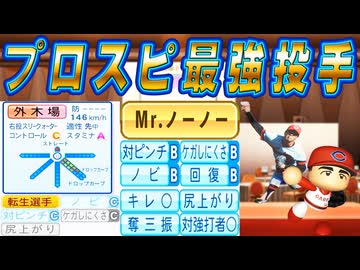 プロスピ最強投手
外木場
防 ----
146km/h
右投スリークォーター
適性 先中
コントロール C スタミナ A
ストレート
ドロップカーブ
ドロップカーブ
転生選手 ノビ C
対ピンチ C ケガしにくさ C
尻上がり
Mr.ノーノー
対ピンチ B ケガしにくさ B
ノビ B 回復 B
キレ○ 尻上がり
奪三振 対強打者○